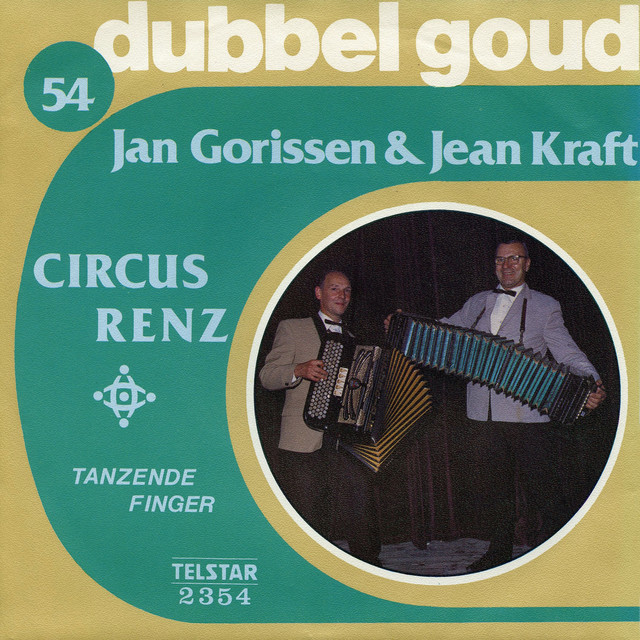 dubbel goud
54
Jan Gorissen & Jean Kraft
CIRCUS
RENZ
TANZENDE
FINGER
TELSTAR
2354